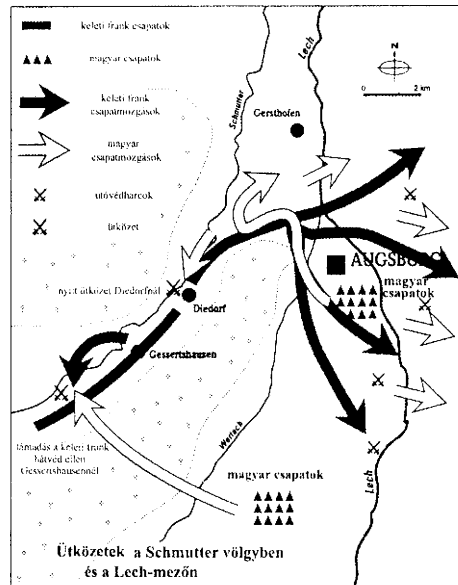 keleti frank csapatok
magyar csapatok
keleti frank
csapatmozgások
magyar
csapatmozgások
utóvédharcok
ütközet
Lech
N
0 2 km
Schmutter
Gersthofen
AUGSBURG
magyar
csapatok
nyílt ütközet Diedorfnál
Diedorf
Gessertshausen
támadás a keleti frank
hátvéd ellen
Gessertshausennél
Wertach
magyar csapatok
Lech
Ütközetek a Schmutter völgyben
és a Lech-mezőn